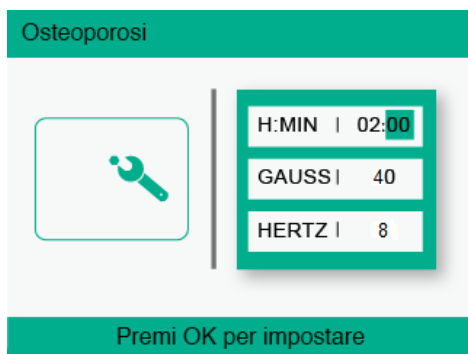 Osteoporosi
H:MIN | 02:00
GAUSS | 40
HERTZ | 8
Premi OK per impostare